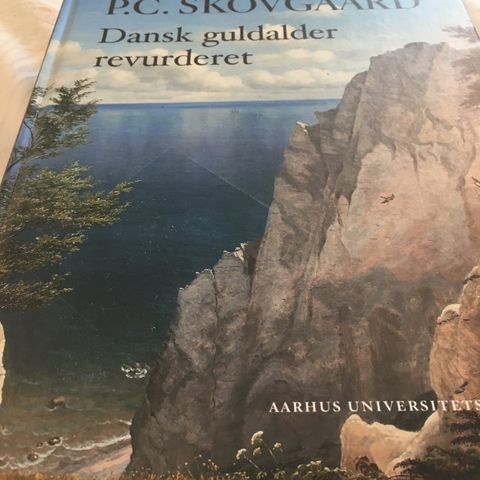 P.C. SKOVGAARD
Dansk guldalder
revurderet
AARHUS UNIVERSITETS